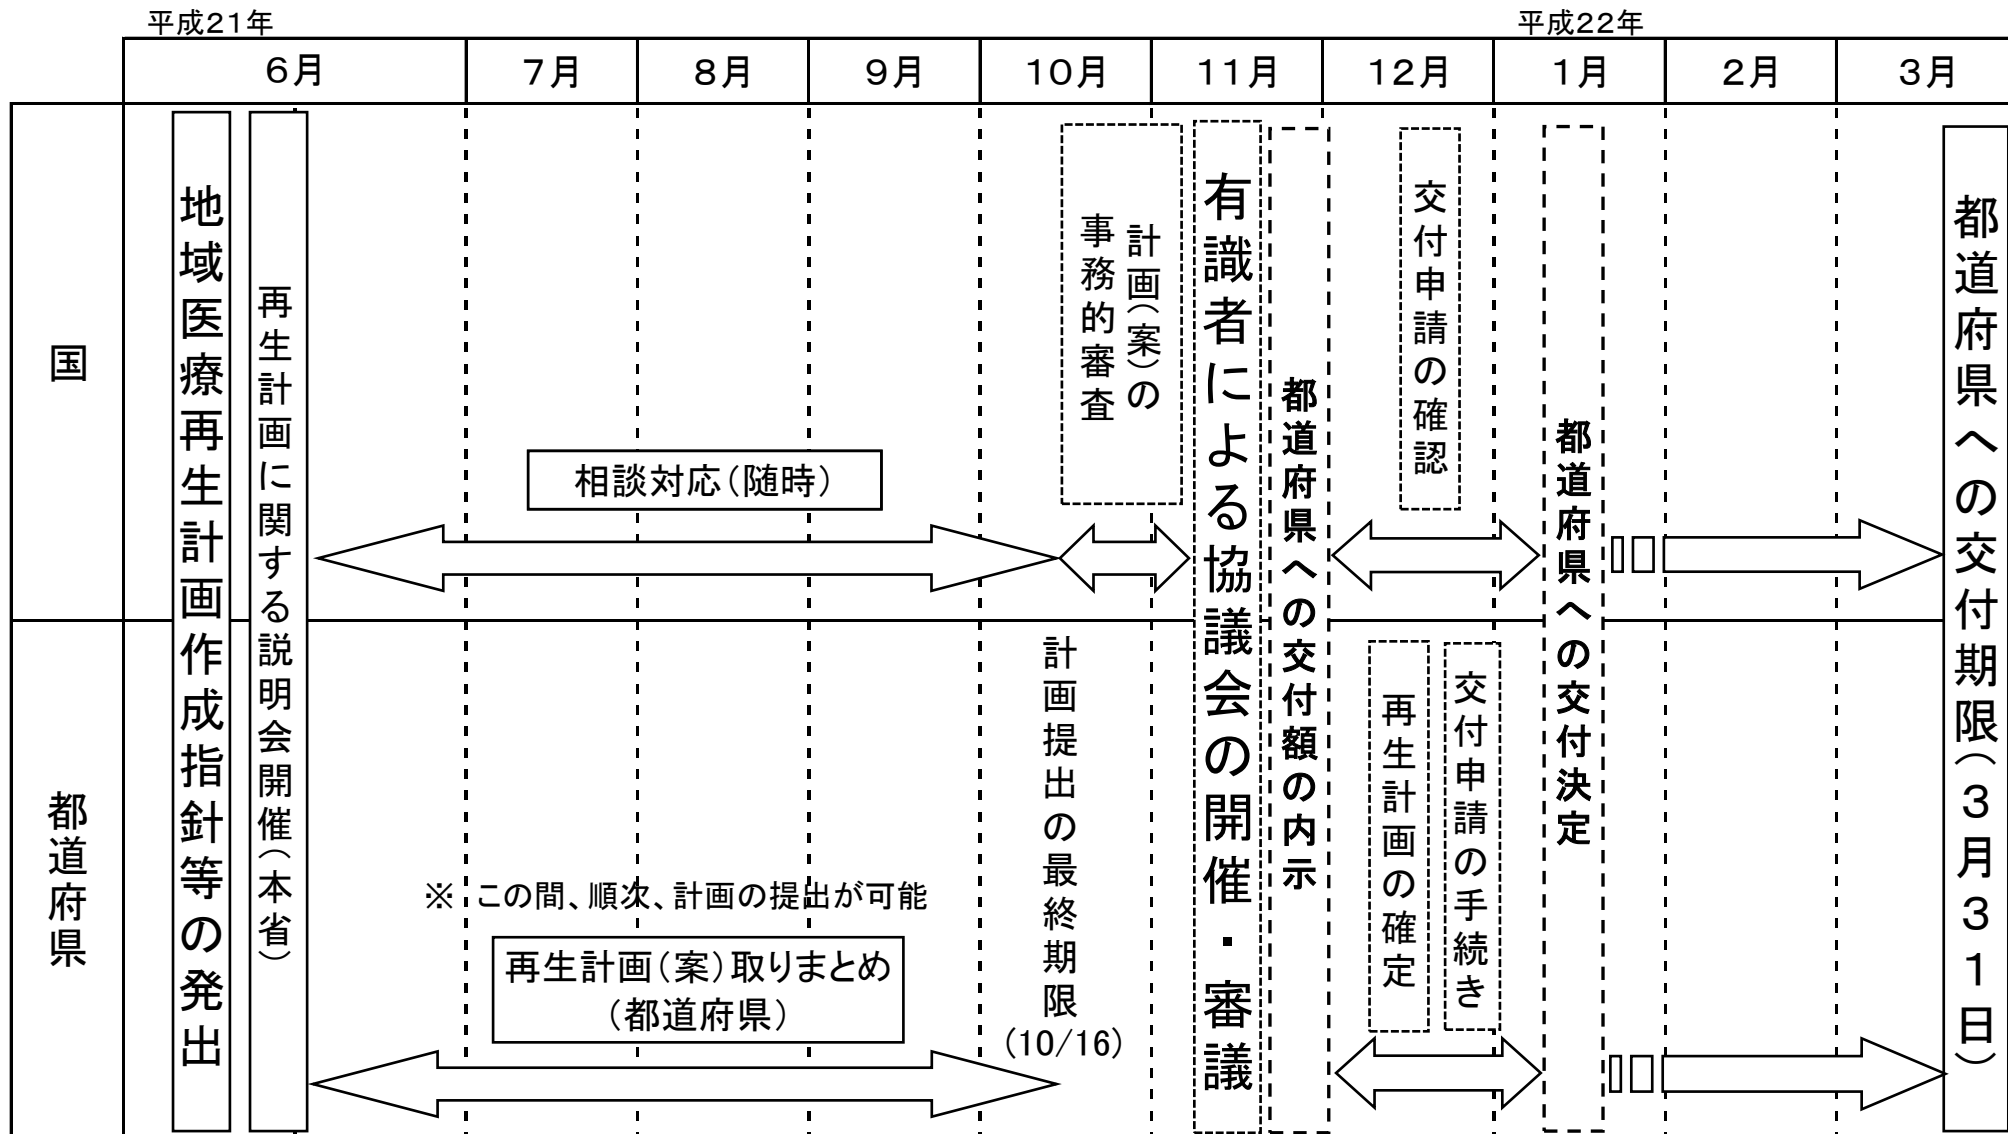 平成21年
平成22年
6月
7月
8月
9月
10月
11月
12月
1月
2月
3月
国
都道府県
地域医療再生計画作成指針等の発出
再生計画に関する説明会開催(本省)
相談対応(随時)
計画(案)の
事務的審査
有識者による協議会の開催・審議
都道府県への交付額の内示
交付申請の確認
都道府県への交付決定
都道府県への交付期限(3月31日)
※ この間、順次、計画の提出が可能
再生計画(案)取りまとめ
(都道府県)
計画提出の最終期限
(10/16)
再生計画の確定
交付申請の手続き